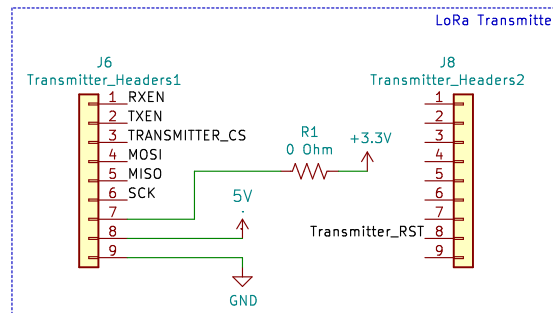 LoRa Transmitte
J6
Transmitter_Headers1
1 RXEN
2 TXEN
3 TRANSMITTER_CS
4 MOSI
5 MISO
6 SCK
7
8
9
R1
0 Ohm
+3.3V
5V
GND
J8
Transmitter_Headers2
1
2
3
4
5
6
7
Transmitter_RST 8
9